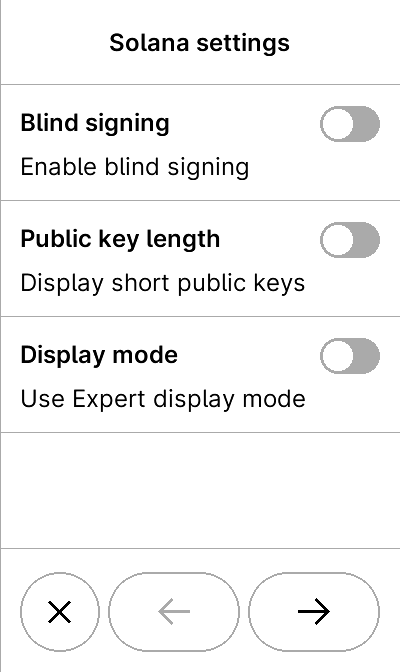 Solana settings
Blind signing
Enable blind signing
Public key length
Display short public keys
Display mode
Use Expert display mode